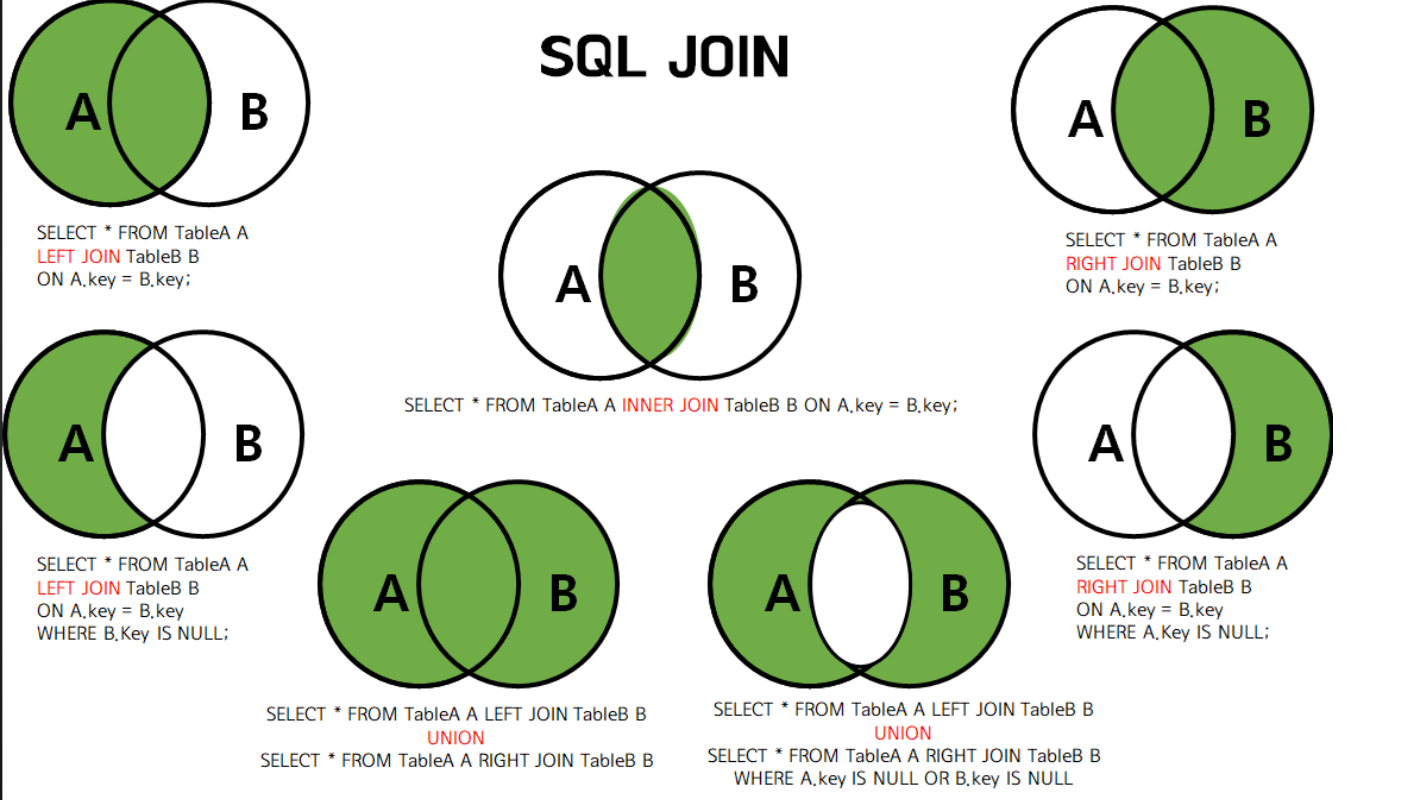 SQL JOIN
A B
SELECT * FROM TableA A
LEFT JOIN TableB B
ON A.key = B.key;
A B
SELECT * FROM TableA A INNER JOIN TableB B ON A.key = B.key;
A B
SELECT * FROM TableA A
RIGHT JOIN TableB B
ON A.key = B.key;
A B
SELECT * FROM TableA A
LEFT JOIN TableB B
ON A.key = B.key
WHERE B.Key IS NULL;
A B
SELECT * FROM TableA A LEFT JOIN TableB B
UNION
SELECT * FROM TableA A RIGHT JOIN TableB B
A B
SELECT * FROM TableA A LEFT JOIN TableB B
UNION
SELECT * FROM TableA A RIGHT JOIN TableB B
WHERE A.key IS NULL OR B.key IS NULL
A B
SELECT * FROM TableA A
RIGHT JOIN TableB B
ON A.key = B.key
WHERE A.Key IS NULL;